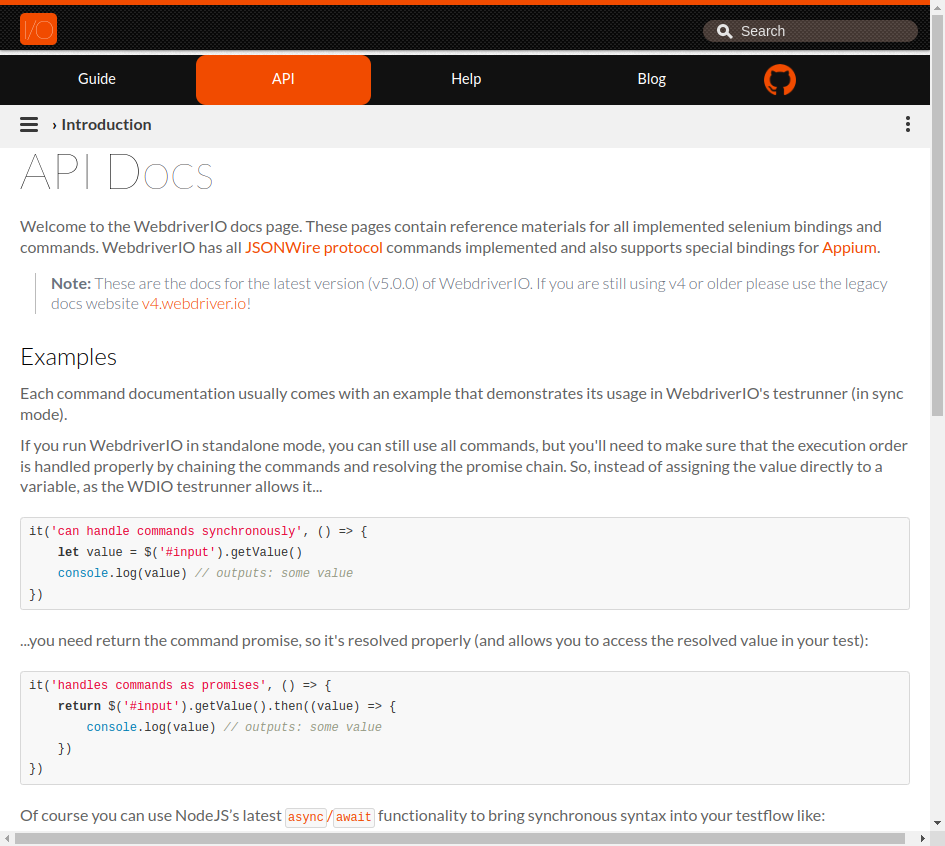 I/O
Search
Guide
API
Help
Blog
› Introduction
API Docs
Welcome to the WebdriverIO docs page. These pages contain reference materials for all implemented selenium bindings and
commands. WebdriverIO has all JSONWire protocol commands implemented and also supports special bindings for Appium.
Note: These are the docs for the latest version (v5.0.0) of WebdriverIO. If you are still using v4 or older please use the legacy
docs website v4.webdriver.io!
Examples
Each command documentation usually comes with an example that demonstrates its usage in WebdriverIO's testrunner (in sync
mode).
If you run WebdriverIO in standalone mode, you can still use all commands, but you'll need to make sure that the execution order
is handled properly by chaining the commands and resolving the promise chain. So, instead of assigning the value directly to a
variable, as the WDIO testrunner allows it...
it('can handle commands synchronously', () => {
    let value = $('#input').getValue()
    console.log(value) // outputs: some value
})
...you need return the command promise, so it's resolved properly (and allows you to access the resolved value in your test):
it('handles commands as promises', () => {
    return $('#input').getValue().then((value) => {
        console.log(value) // outputs: some value
    })
})
Of course you can use NodeJS’s latest async/await functionality to bring synchronous syntax into your testflow like: